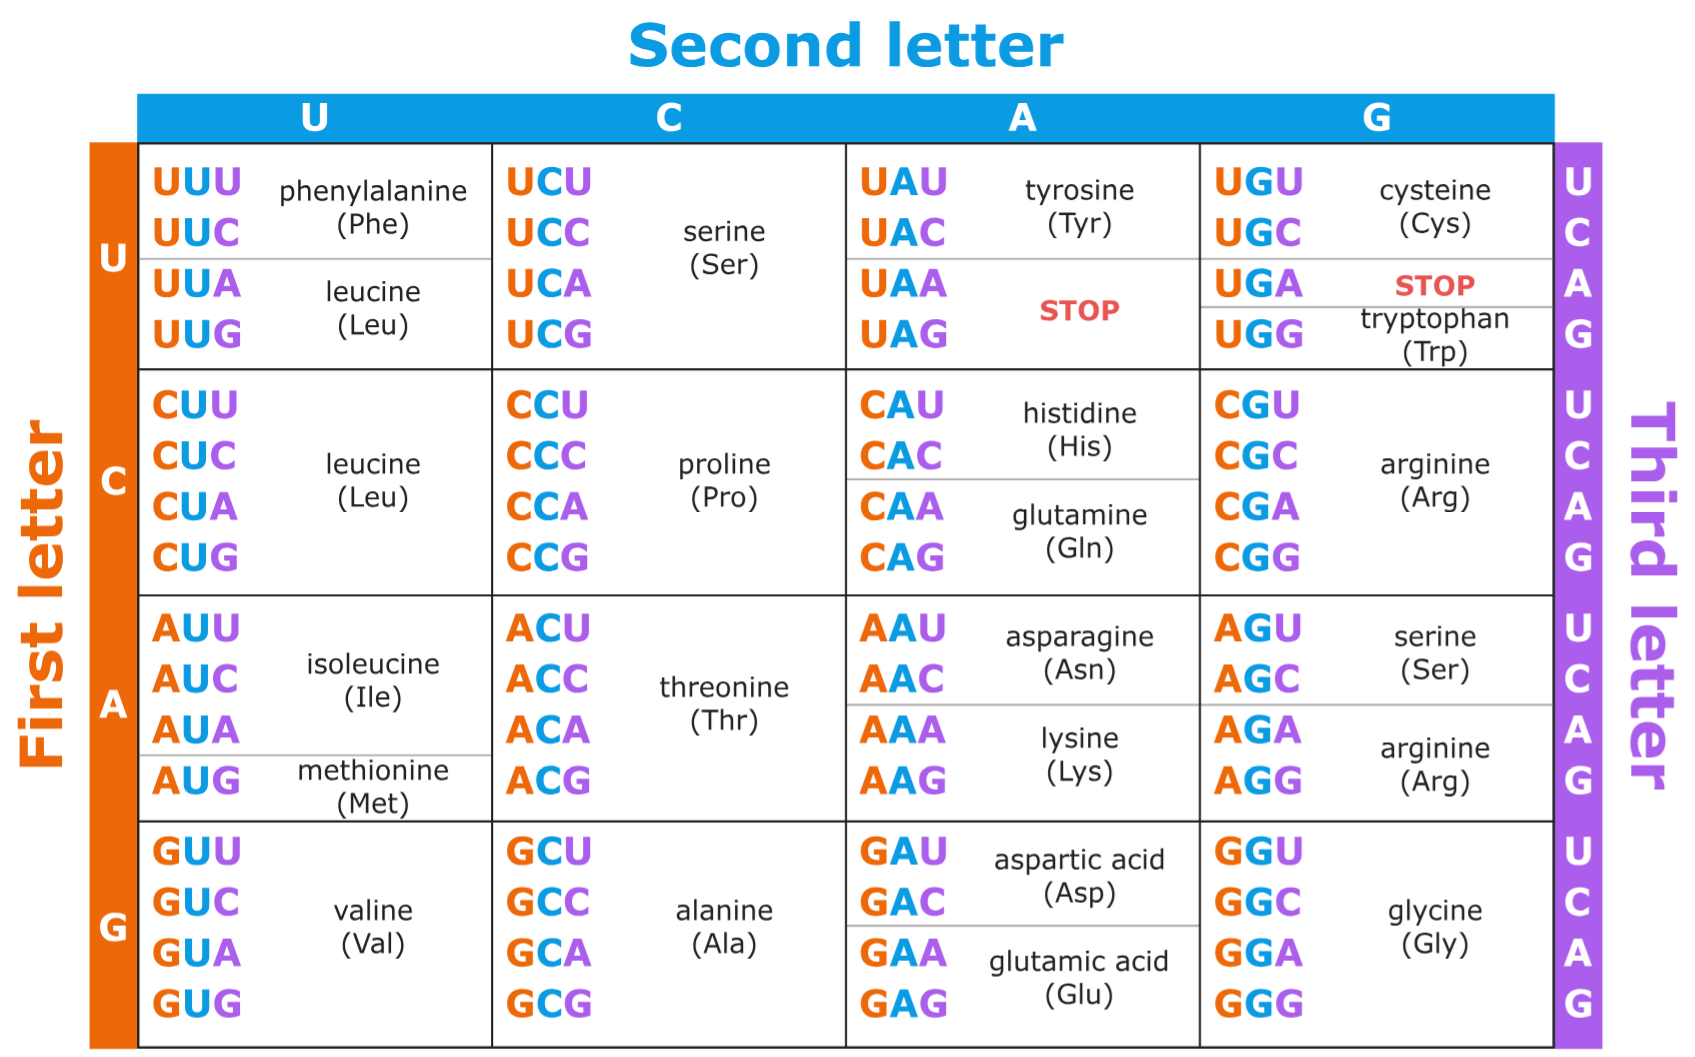 Second letter
U C A G
First letter
Third letter
U
UUU
UUC
phenylalanine
(Phe)
UUA
UUG
leucine
(Leu)
UCU
UCC
UCA
UCG
serine
(Ser)
UAU
UAC
tyrosine
(Tyr)
UAA
UAG
STOP
UGU
UGC
cysteine
(Cys)
UGA
STOP
UGG
tryptophan
(Trp)
U
C
A
G
C
CUU
CUC
CUA
CUG
leucine
(Leu)
CCU
CCC
CCA
CCG
proline
(Pro)
CAU
CAC
histidine
(His)
CAA
CAG
glutamine
(Gln)
CGU
CGC
CGA
CGG
arginine
(Arg)
U
C
A
G
A
AUU
AUC
AUA
isoleucine
(Ile)
AUG
methionine
(Met)
ACU
ACC
ACA
ACG
threonine
(Thr)
AAU
AAC
asparagine
(Asn)
AAA
AAG
lysine
(Lys)
AGU
AGC
serine
(Ser)
AGA
AGG
arginine
(Arg)
U
C
A
G
G
GUU
GUC
GUA
GUG
valine
(Val)
GCU
GCC
GCA
GCG
alanine
(Ala)
GAU
GAC
aspartic acid
(Asp)
GAA
GAG
glutamic acid
(Glu)
GGU
GGC
GGA
GGG
glycine
(Gly)
U
C
A
G